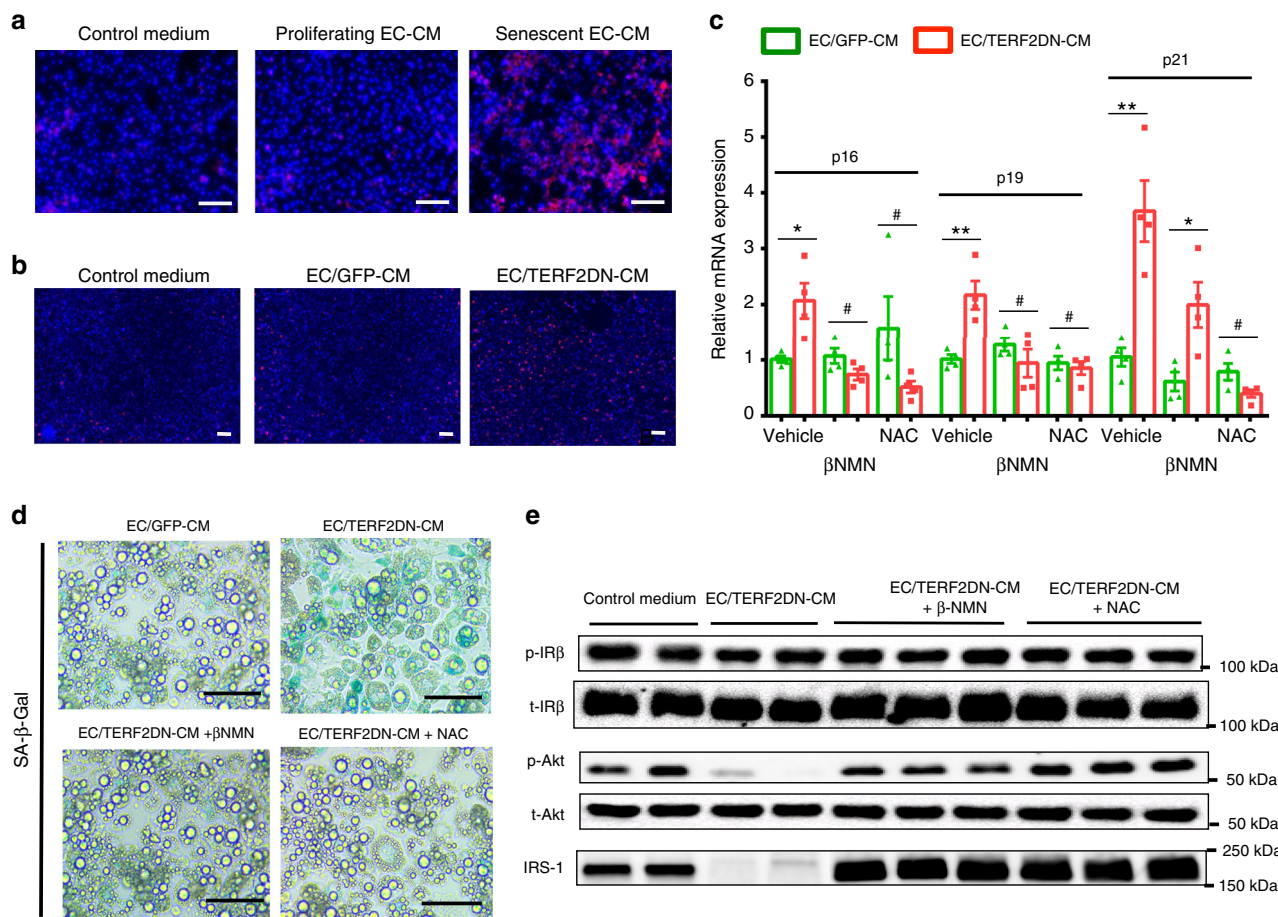 a
Control medium
Proliferating EC-CM
Senescent EC-CM
b
Control medium
EC/GFP-CM
EC/TERF2DN-CM
c
EC/GFP-CM
EC/TERF2DN-CM
Relative mRNA expression
6
5
4
3
2
1
0
p16
p19
p21
*
#
#
**
#
#
**
*
#
Vehicle
NAC
Vehicle
NAC
Vehicle
NAC
βNMN
βNMN
βNMN
d
SA-β-Gal
EC/GFP-CM
EC/TERF2DN-CM
EC/TERF2DN-CM +βNMN
EC/TERF2DN-CM + NAC
e
Control medium
EC/TERF2DN-CM
EC/TERF2DN-CM
+ β-NMN
EC/TERF2DN-CM
+ NAC
p-IRβ
100 kDa
t-IRβ
100 kDa
p-Akt
50 kDa
t-Akt
50 kDa
IRS-1
250 kDa
150 kDa